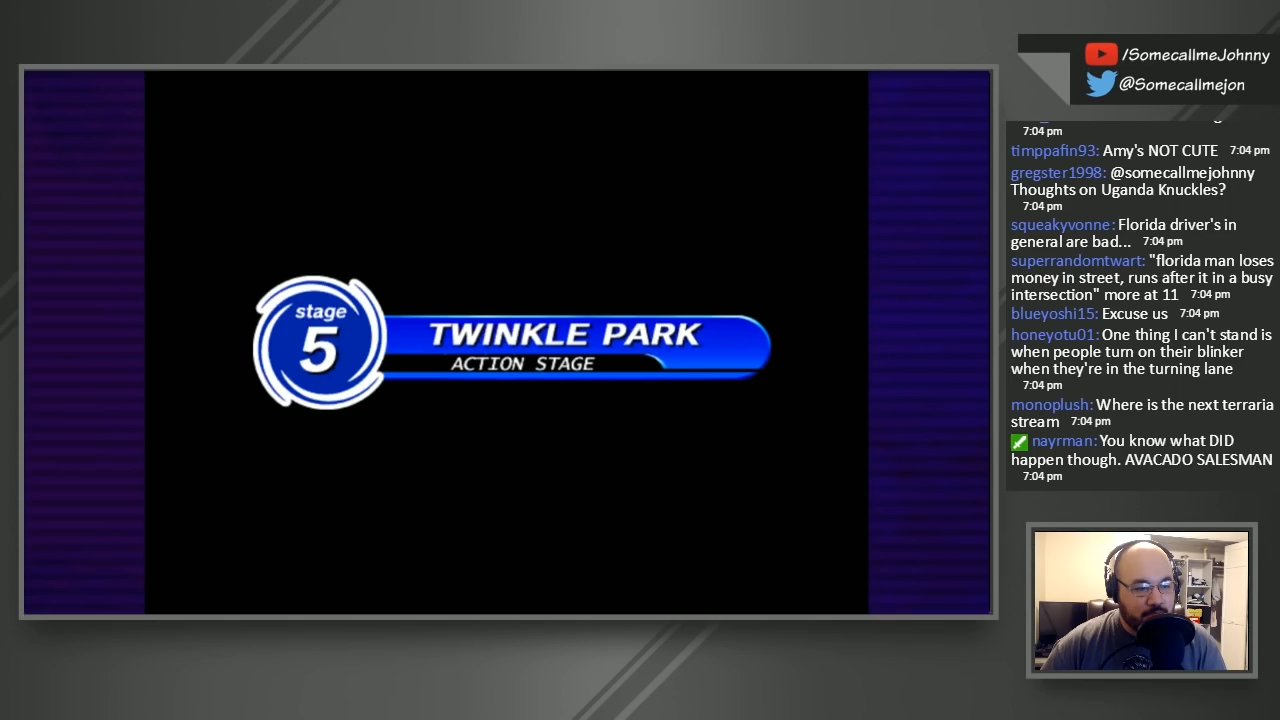 /SomecallmeJohnny
@Somecallmejon
7:04 pm
timppafin93: Amy's NOT CUTE 7:04 pm
gregster1998: @somecallmejohnny
Thoughts on Uganda Knuckles?
7:04 pm
squeakyvonne: Florida driver's in
general are bad... 7:04 pm
superrandomtwart: "florida man loses
money in street, runs after it in a busy
intersection" more at 11 7:04 pm
blueyoshi15: Excuse us 7:04 pm
honeyotu01: One thing I can't stand is
when people turn on their blinker
when they're in the turning lane
7:04 pm
monoplush: Where is the next terraria
stream 7:04 pm
nayrman: You know what DID
happen though. AVACADO SALESMAN
7:04 pm
stage
5
TWINKLE PARK
ACTION STAGE